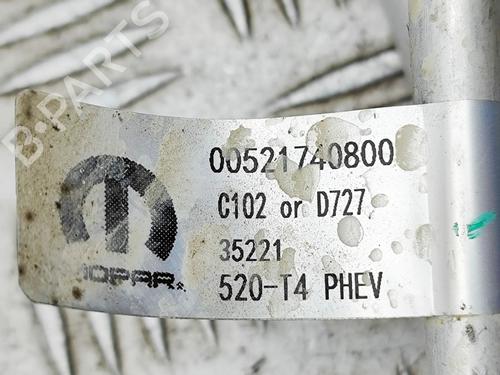 B-PARTS
00521740800
C102 or D727
35221
520-T4 PHEV
MOPAR